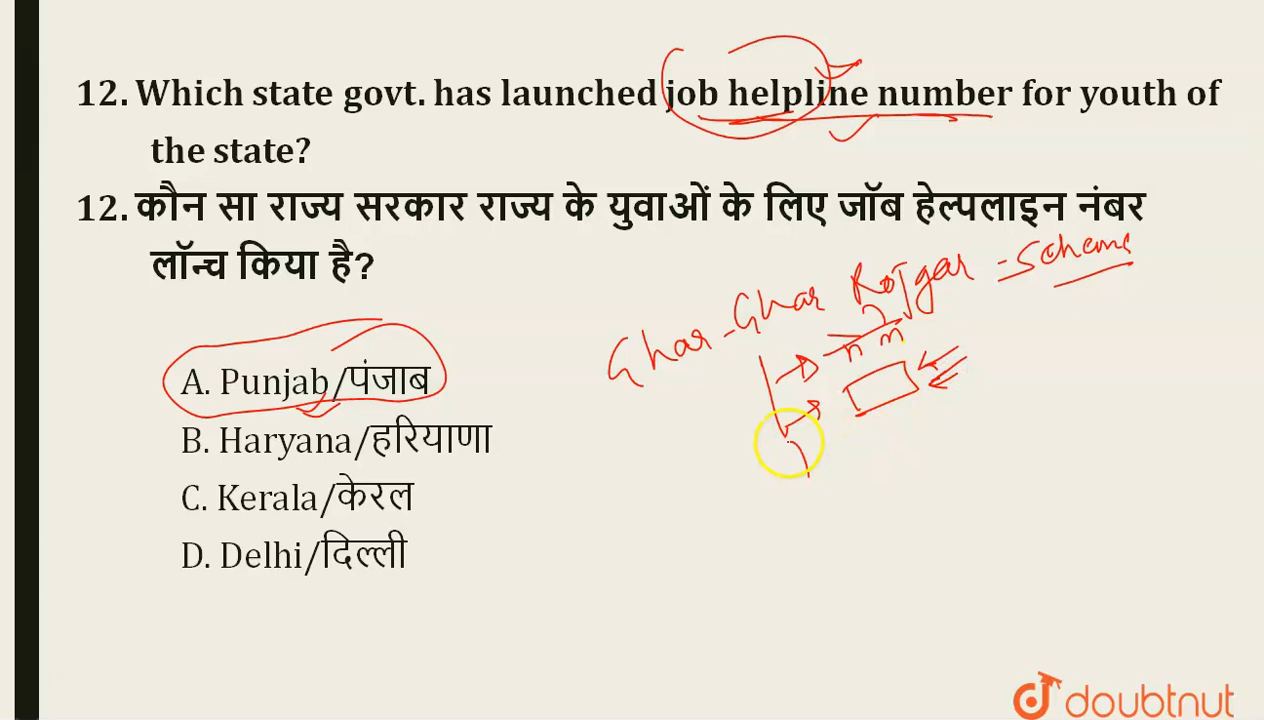 12. Which state govt. has launched job helpline number for youth of
the state?
12. कौन सा राज्य सरकार राज्य के युवाओं के लिए जॉब हेल्पलाइन नंबर
लॉन्च किया है?
Ghar-Ghar Rojgar - Scheme
A. Punjab/पंजाब
B. Haryana/हरियाणा
C. Kerala/केरल
D. Delhi/दिल्ली
doubtnut